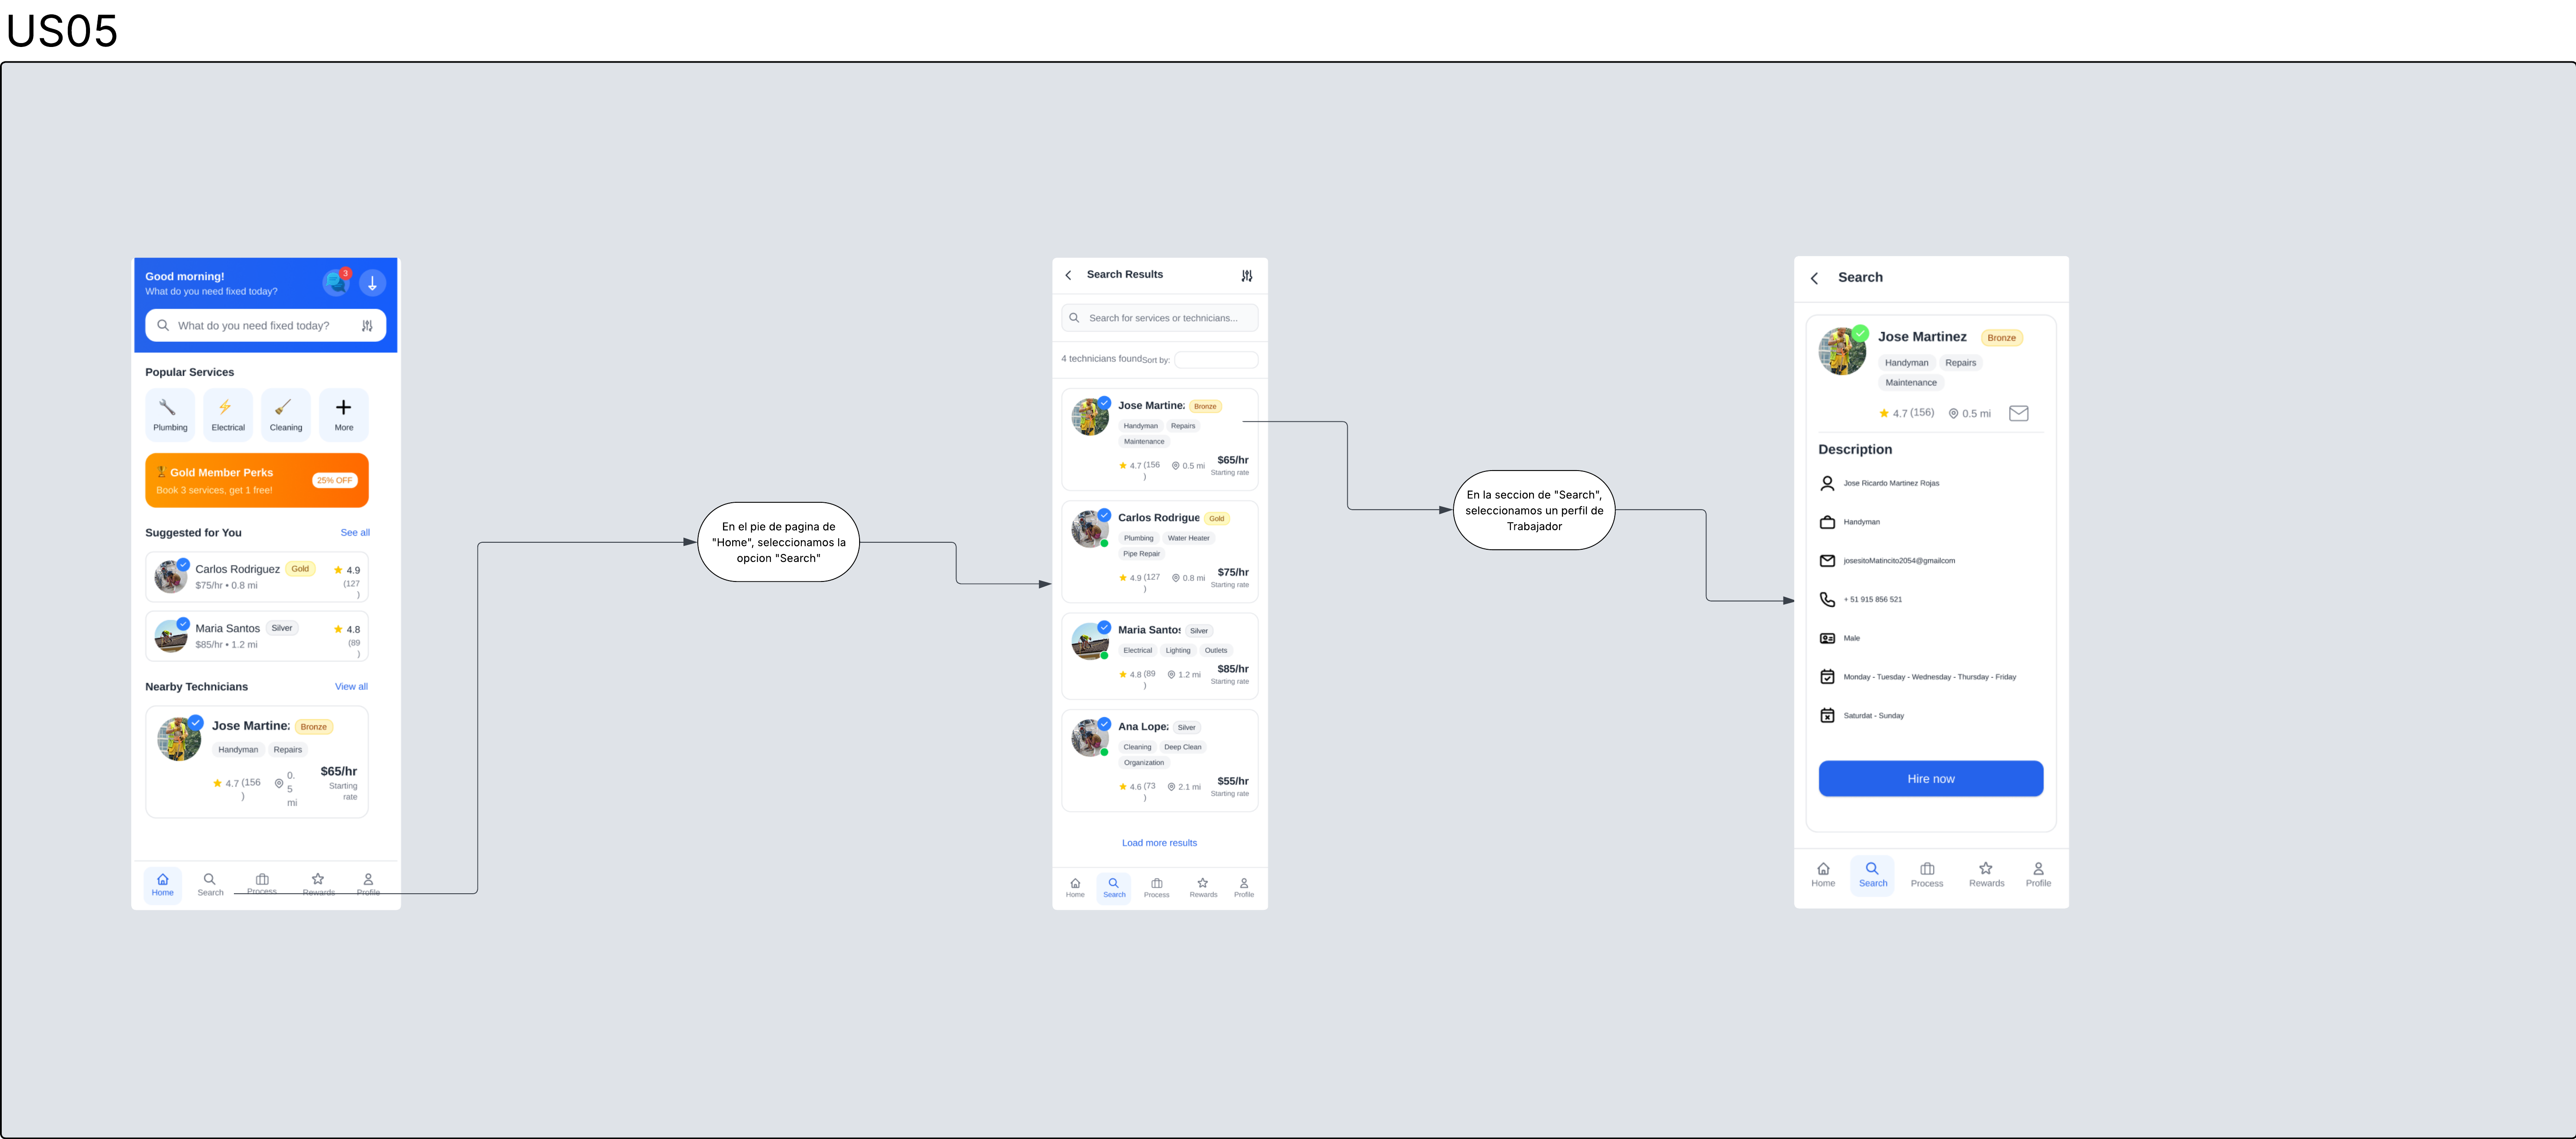 US05
Good morning!
What do you need fixed today?
3
What do you need fixed today?
Popular Services
Plumbing
Electrical
Cleaning
More
Gold Member Perks
Book 3 services, get 1 free!
25% OFF
Suggested for You
See all
Carlos Rodriguez
Gold
4.9
$75/hr • 0.8 mi
(127
)
Maria Santos
Silver
4.8
$85/hr • 1.2 mi
(89
)
Nearby Technicians
View all
Jose Martinez
Bronze
Handyman
Repairs
4.7 (156
)
0.
5
mi
$65/hr
Starting
rate
Home
Search
Process
Rewards
Profile
En el pie de pagina de
"Home", seleccionamos la
opcion "Search"
Search Results
Search for services or technicians...
4 technicians found
Sort by:
Jose Martinez
Bronze
Handyman
Repairs
Maintenance
4.7 (156
)
0.5 mi
$65/hr
Starting rate
Carlos Rodrigue
Gold
Plumbing
Water Heater
Pipe Repair
4.9 (127
)
0.8 mi
$75/hr
Starting rate
Maria Santos
Silver
Electrical
Lighting
Outlets
4.8 (89
)
1.2 mi
$85/hr
Starting rate
Ana Lopez
Silver
Cleaning
Deep Clean
Organization
4.6 (73
)
2.1 mi
$55/hr
Starting rate
Load more results
Home
Search
Process
Rewards
Profile
En la seccion de "Search",
seleccionamos un perfil de
Trabajador
Search
Jose Martinez
Bronze
Handyman
Repairs
Maintenance
4.7 (156)
0.5 mi
Description
Jose Ricardo Martinez Rojas
Handyman
josesitoMatincito2054@gmailcom
+ 51 915 856 521
Male
Monday - Tuesday - Wednesday - Thursday - Friday
Saturdat - Sunday
Hire now
Home
Search
Process
Rewards
Profile